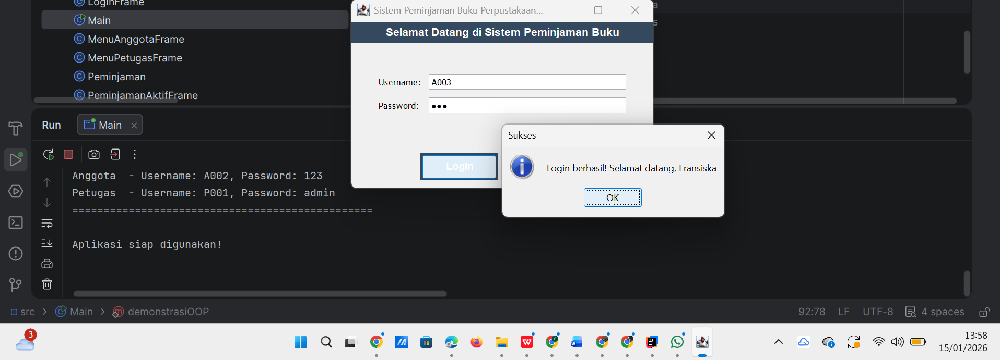 LoginFrame
Main
MenuAnggotaFrame
MenuPetugasFrame
Peminjaman
PeminjamanAktifFrame
Sistem Peminjaman Buku Perpustakaan...
Selamat Datang di Sistem Peminjaman Buku
Username: A003
Password: ●●●
Login
Sukses
Login berhasil! Selamat datang, Fransiska
OK
Run
Main
Anggota  - Username: A002, Password: 123
Petugas  - Username: P001, Password: admin
================================================
Aplikasi siap digunakan!
src > Main > demonstrasiOOP
92:78 LF UTF-8 4 spaces
3
13:58
15/01/2026